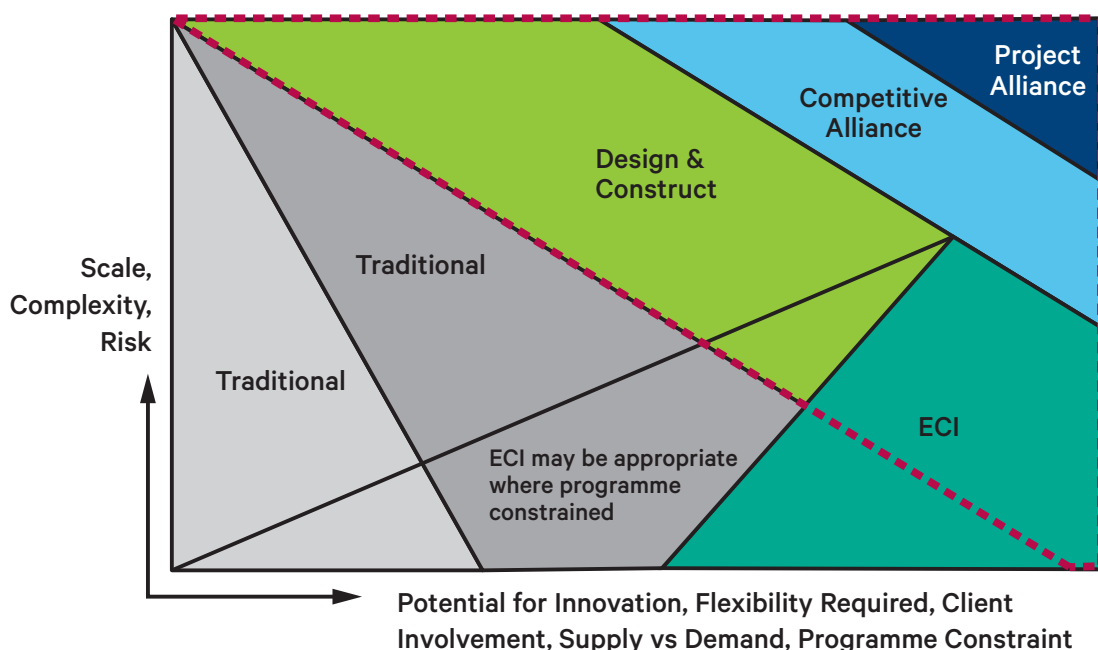 Project
Alliance
Competitive
Alliance
Design &
Construct
Traditional
Scale,
Complexity,
Risk
Traditional
ECI
ECI may be appropriate
where programme
constrained
Potential for Innovation, Flexibility Required, Client
Involvement, Supply vs Demand, Programme Constraint